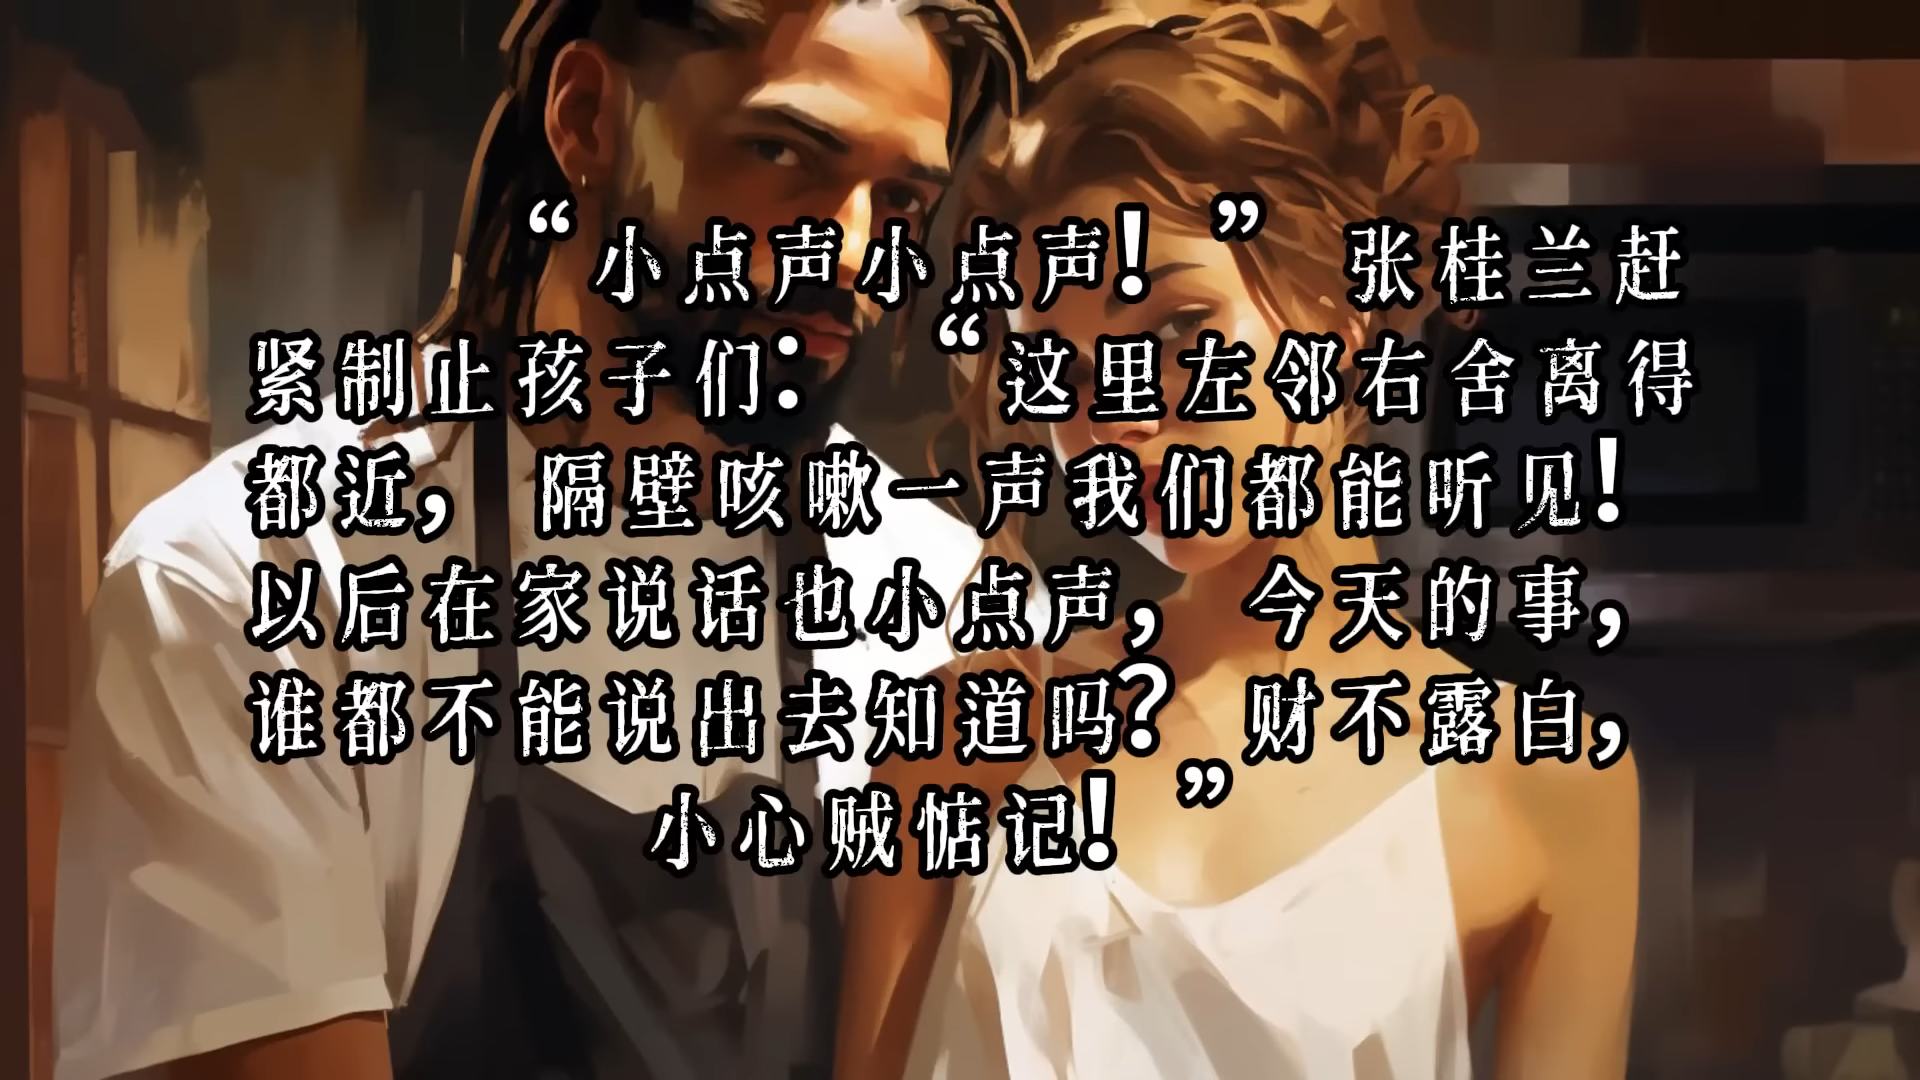 “小点声小点声！” 张桂兰赶
紧制止孩子们：“这里左邻右舍离得
都近，隔壁咳嗽一声我们都能听见！
以后在家说话也小点声，今天的事，
谁都不能说出去知道吗？财不露白，
小心贼惦记！”